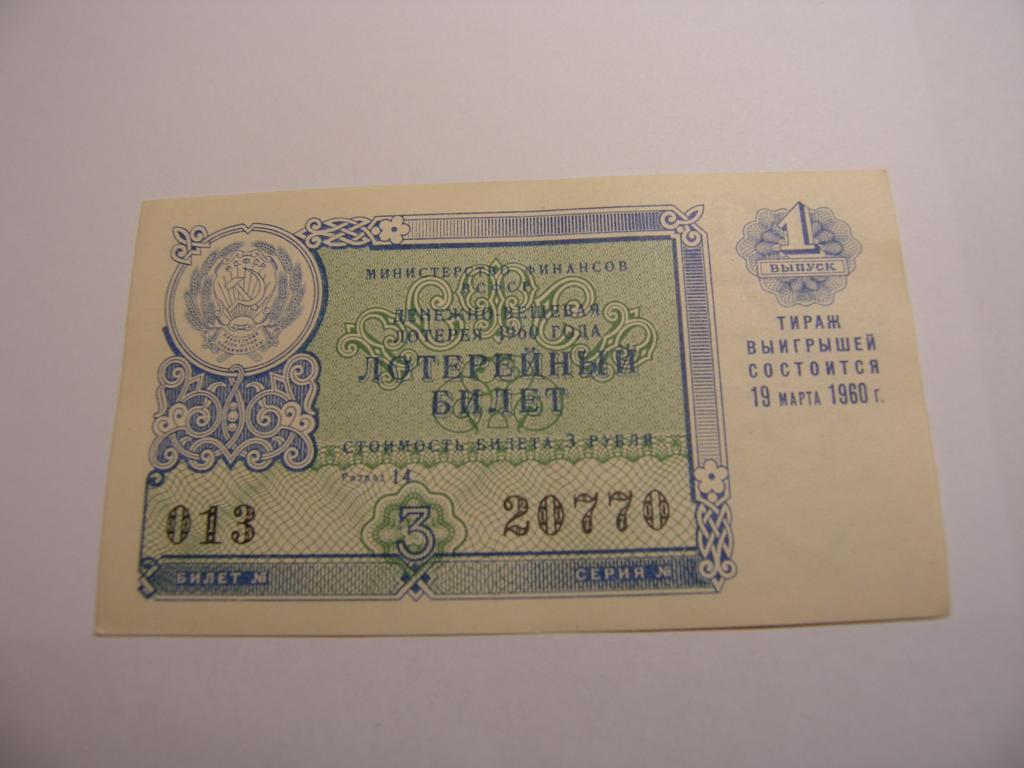 МИНИСТЕРСТВО ФИНАНСОВ
РСФСР
ДЕНЕЖНО ВЕЩЕВАЯ
ЛОТЕРЕЯ 1960 ГОДА
ЛОТЕРЕЙНЫЙ
БИЛЕТ
СТОИМОСТЬ БИЛЕТА 3 РУБЛЯ
Разряд 14
013
3
20770
БИЛЕТ №
СЕРИЯ №
1
ВЫПУСК
ТИРАЖ
ВЫИГРЫШЕЙ
СОСТОИТСЯ
19 МАРТА 1960 г.